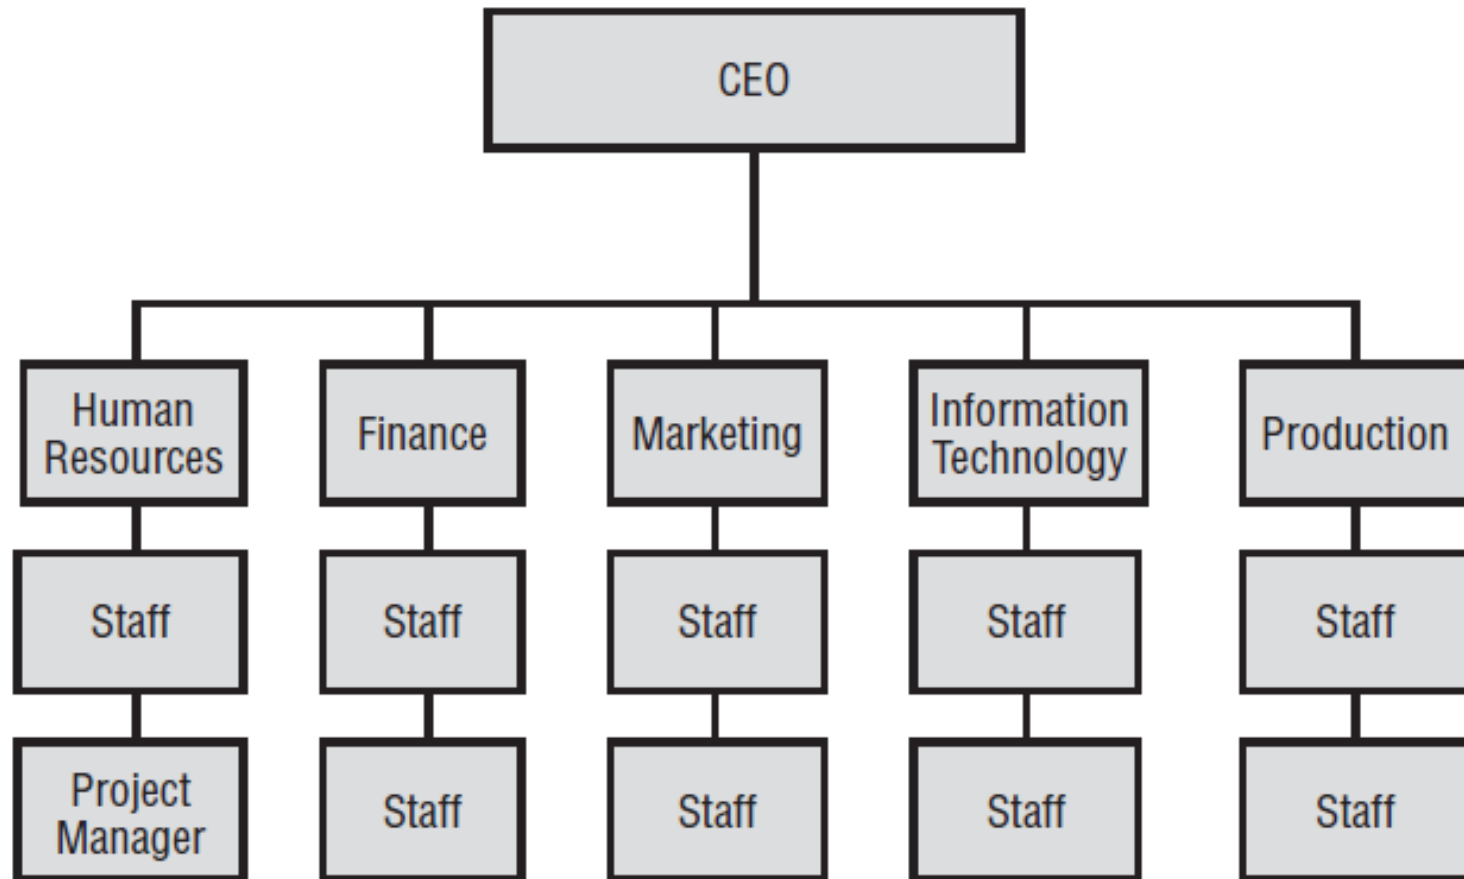 CEO
Human
Resources
Finance
Marketing
Information
Technology
Production
Staff
Staff
Staff
Staff
Staff
Project
Manager
Staff
Staff
Staff
Staff